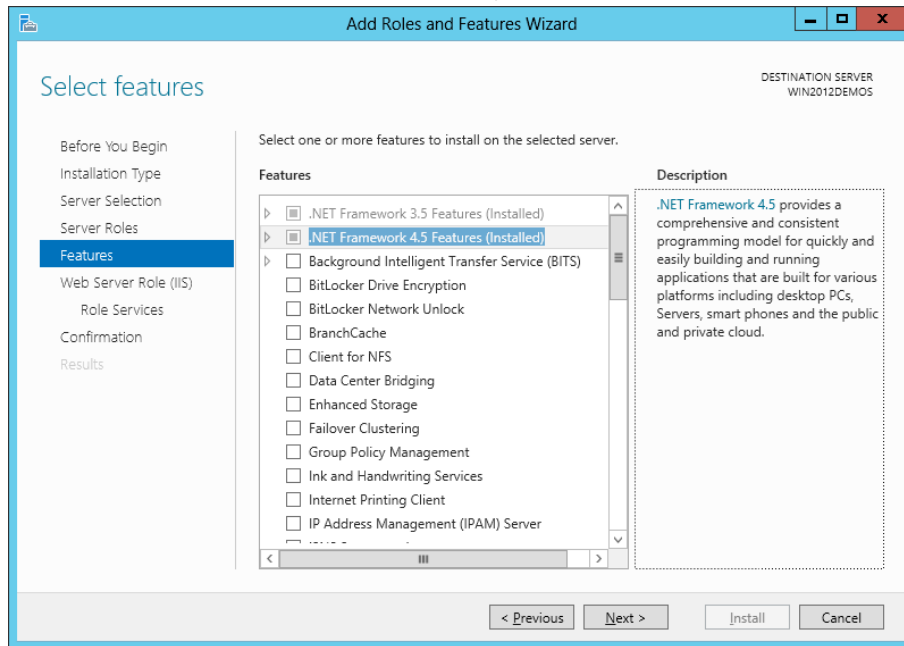 Add Roles and Features Wizard
Select features
DESTINATION SERVER
WIN2012DEMOS
Before You Begin
Installation Type
Server Selection
Server Roles
Features
Web Server Role (IIS)
Role Services
Confirmation
Results
Select one or more features to install on the selected server.
Features
.NET Framework 3.5 Features (Installed)
.NET Framework 4.5 Features (Installed)
Background Intelligent Transfer Service (BITS)
BitLocker Drive Encryption
BitLocker Network Unlock
BranchCache
Client for NFS
Data Center Bridging
Enhanced Storage
Failover Clustering
Group Policy Management
Ink and Handwriting Services
Internet Printing Client
IP Address Management (IPAM) Server
Description
.NET Framework 4.5 provides a
comprehensive and consistent
programming model for quickly and
easily building and running
applications that are built for various
platforms including desktop PCs,
Servers, smart phones and the public
and private cloud.
< Previous
Next >
Install
Cancel